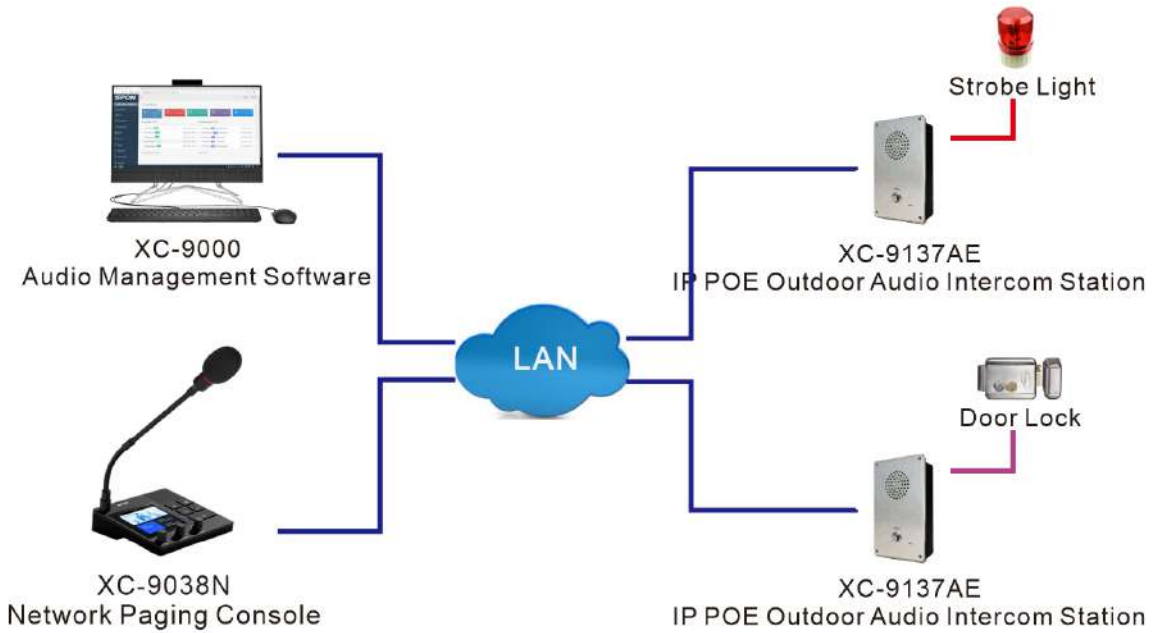 SPON
Strobe Light
XC-9000
Audio Management Software
XC-9137AE
IP POE Outdoor Audio Intercom Station
LAN
Door Lock
XC-9038N
Network Paging Console
XC-9137AE
IP POE Outdoor Audio Intercom Station